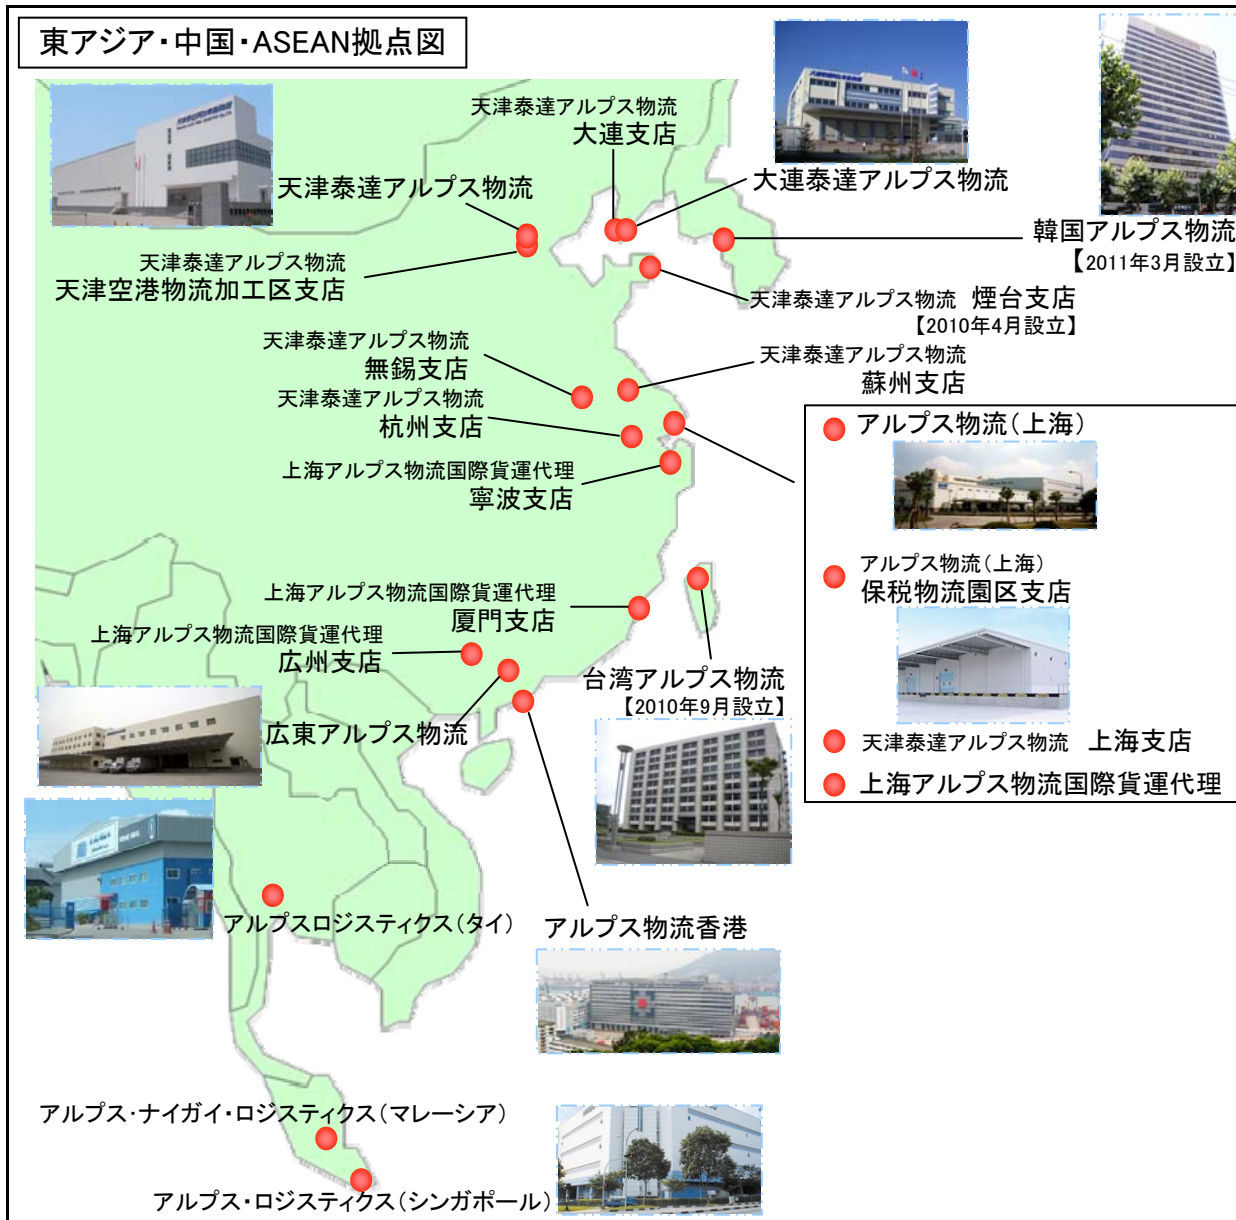 東アジア・中国・ASEAN拠点図
天津泰達アルプス物流
大連支店
天津泰達アルプス物流
大連泰達アルプス物流
韓国アルプス物流
【2011年3月設立】
天津泰達アルプス物流
天津空港物流加工区支店
天津泰達アルプス物流 煙台支店
【2010年4月設立】
天津泰達アルプス物流
無錫支店
天津泰達アルプス物流
蘇州支店
天津泰達アルプス物流
杭州支店
上海アルプス物流国際貨運代理
寧波支店
アルプス物流(上海)
アルプス物流(上海)
保税物流園区支店
天津泰達アルプス物流 上海支店
上海アルプス物流国際貨運代理
上海アルプス物流国際貨運代理
厦門支店
上海アルプス物流国際貨運代理
広州支店
台湾アルプス物流
【2010年9月設立】
広東アルプス物流
アルプスロジスティクス(タイ)
アルプス物流香港
アルプス・ナイガイ・ロジスティクス(マレーシア)
アルプス・ロジスティクス(シンガポール)